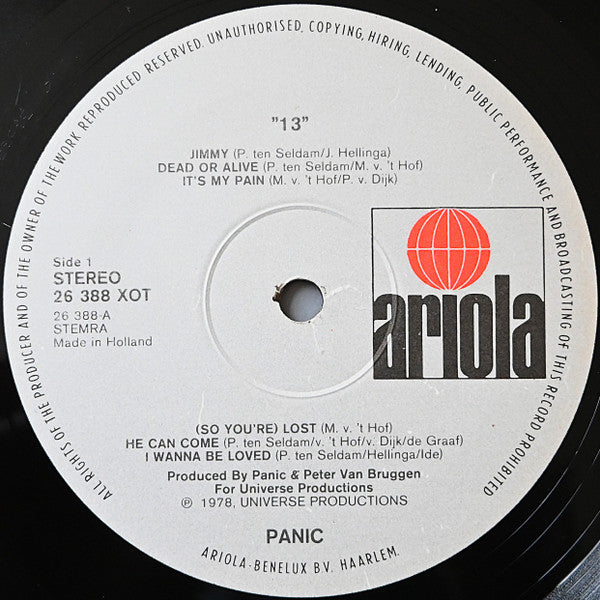 ALL RIGHTS OF THE PRODUCER AND OF THE OWNER OF THE WORK REPRODUCED RESERVED. UNAUTHORISED, COPYING, HIRING, LENDING, PUBLIC PERFORMANCE AND BROADCASTING OF THIS RECORD PROHIBITED
"13"
JIMMY (P. ten Seldam/J. Hellinga)
DEAD OR ALIVE (P. ten Seldam/M. v. 't Hof)
IT'S MY PAIN (M. v. 't Hof/P. v. Dijk)
Side 1
STEREO
26 388 XOT
26 388-A
STEMRA
Made in Holland
ariola
(SO YOU'RE) LOST (M. v. 't Hof)
HE CAN COME (P. ten Seldam/v. 't Hof/v. Dijk/de Graaf)
I WANNA BE LOVED (P. ten Seldam/Hellinga/Ide)
Produced By Panic & Peter Van Bruggen
For Universe Productions
℗ 1978, UNIVERSE PRODUCTIONS
PANIC
ARIOLA-BENELUX B.V. HAARLEM.